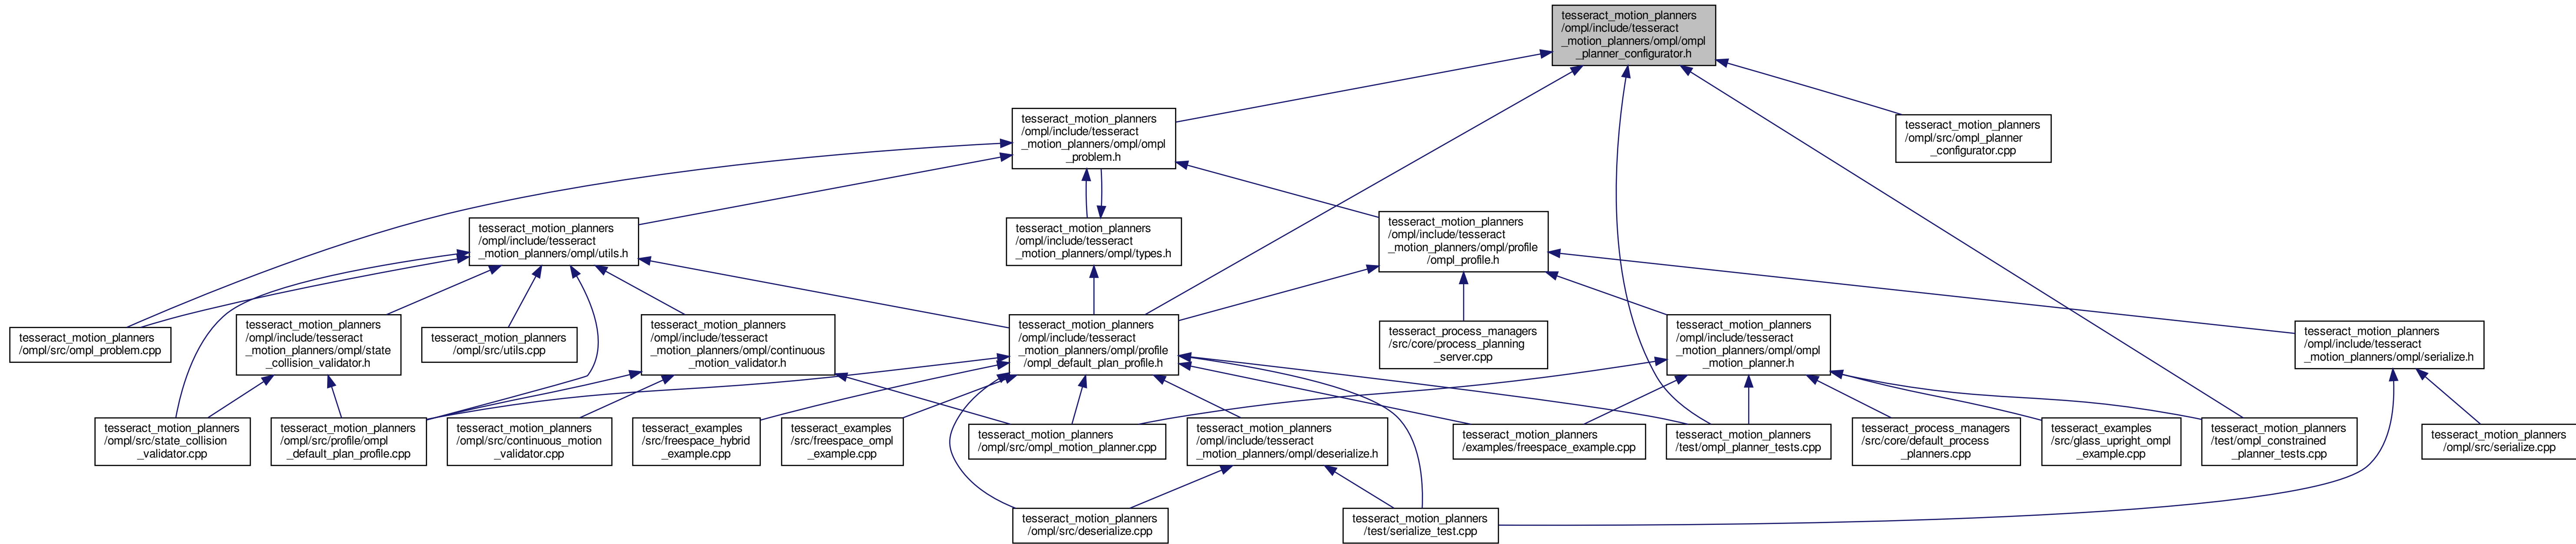 tesseract_motion_planners
/ompl/include/tesseract
_motion_planners/ompl/ompl
_planner_configurator.h
tesseract_motion_planners
/ompl/include/tesseract
_motion_planners/ompl/ompl
_problem.h
tesseract_motion_planners
/ompl/src/ompl_planner
_configurator.cpp
tesseract_motion_planners
/ompl/include/tesseract
_motion_planners/ompl/utils.h
tesseract_motion_planners
/ompl/include/tesseract
_motion_planners/ompl/types.h
tesseract_motion_planners
/ompl/include/tesseract
_motion_planners/ompl/profile
/ompl_profile.h
tesseract_motion_planners
/ompl/src/ompl_problem.cpp
tesseract_motion_planners
/ompl/include/tesseract
_motion_planners/ompl/state
_collision_validator.h
tesseract_motion_planners
/ompl/src/utils.cpp
tesseract_motion_planners
/ompl/include/tesseract
_motion_planners/ompl/continuous
_motion_validator.h
tesseract_motion_planners
/ompl/include/tesseract
_motion_planners/ompl/profile
/ompl_default_plan_profile.h
tesseract_process_managers
/src/core/process_planning
_server.cpp
tesseract_motion_planners
/ompl/include/tesseract
_motion_planners/ompl/ompl
_motion_planner.h
tesseract_motion_planners
/ompl/include/tesseract
_motion_planners/ompl/serialize.h
tesseract_motion_planners
/ompl/src/state_collision
_validator.cpp
tesseract_motion_planners
/ompl/src/profile/ompl
_default_plan_profile.cpp
tesseract_motion_planners
/ompl/src/continuous_motion
_validator.cpp
tesseract_examples
/src/freespace_hybrid
_example.cpp
tesseract_examples
/src/freespace_ompl
_example.cpp
tesseract_motion_planners
/ompl/src/ompl_motion_planner.cpp
tesseract_motion_planners
/ompl/include/tesseract
_motion_planners/ompl/deserialize.h
tesseract_motion_planners
/examples/freespace_example.cpp
tesseract_motion_planners
/test/ompl_planner_tests.cpp
tesseract_process_managers
/src/core/default_process
_planners.cpp
tesseract_examples
/src/glass_upright_ompl
_example.cpp
tesseract_motion_planners
/test/ompl_constrained
_planner_tests.cpp
tesseract_motion_planners
/ompl/src/serialize.cpp
tesseract_motion_planners
/ompl/src/deserialize.cpp
tesseract_motion_planners
/test/serialize_test.cpp